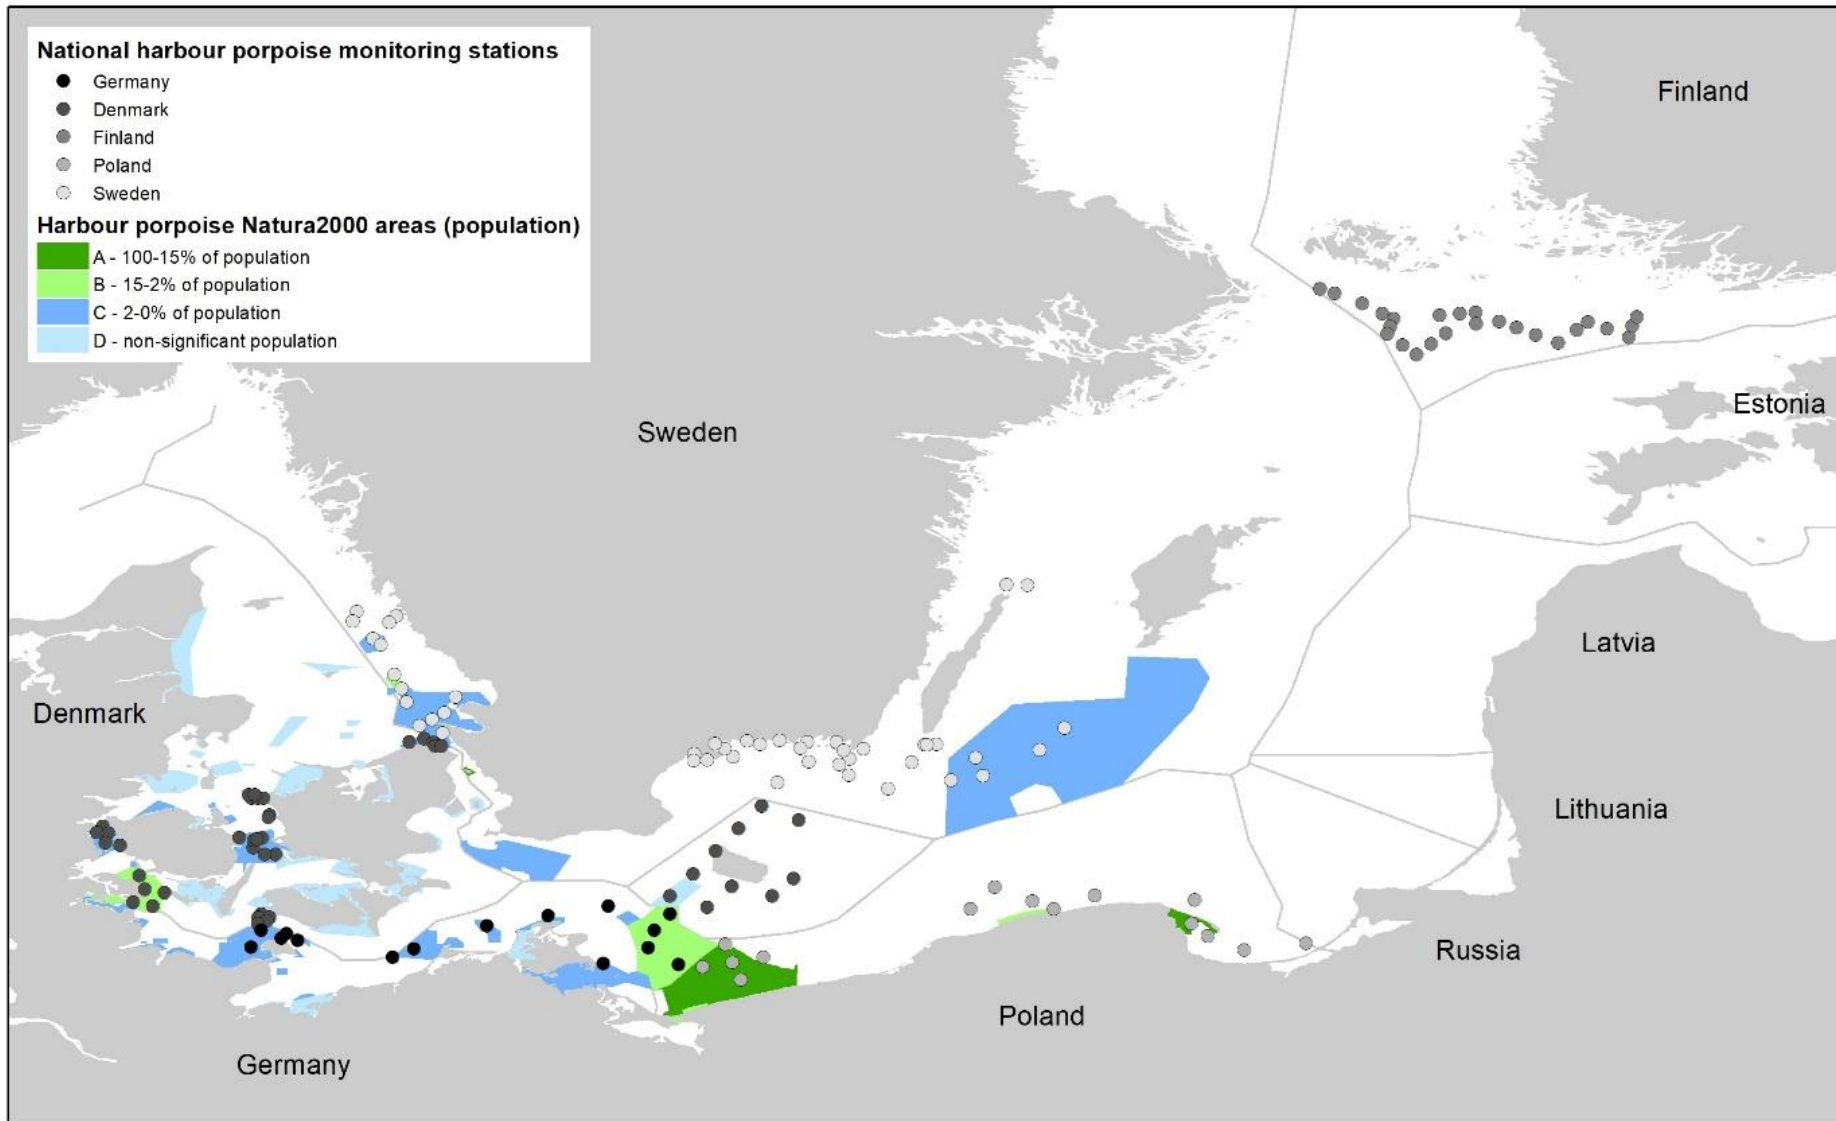 National harbour porpoise monitoring stations
Germany
Denmark
Finland
Poland
Sweden
Harbour porpoise Natura2000 areas (population)
A - 100-15% of population
B - 15-2% of population
C - 2-0% of population
D - non-significant population
Finland
Estonia
Sweden
Latvia
Denmark
Lithuania
Russia
Poland
Germany